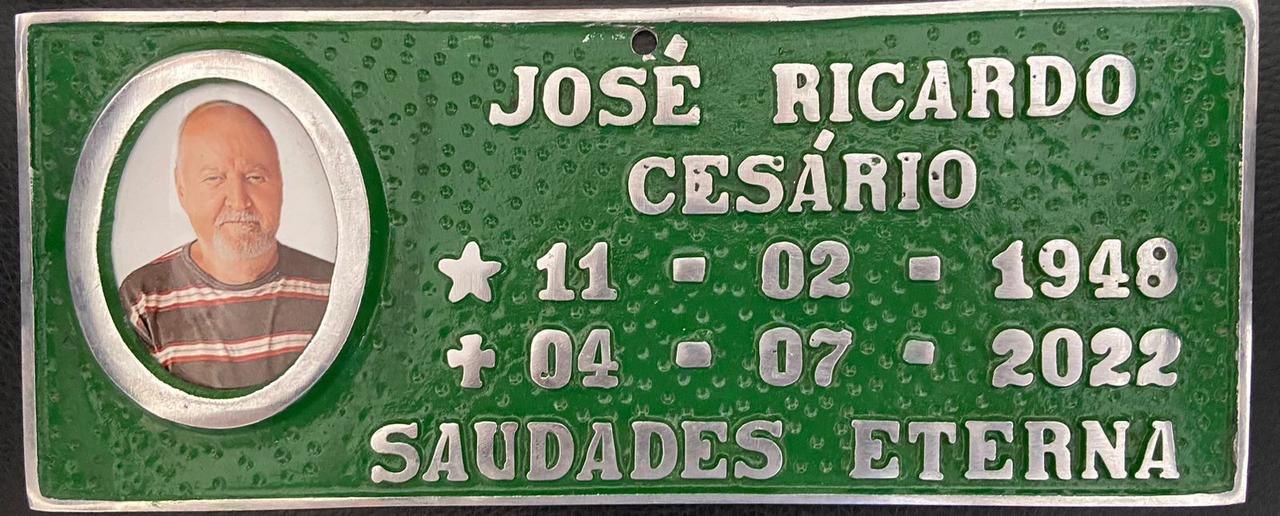 JOSÉ RICARDO
CESÁRIO
★ 11 - 02 - 1948
✝ 04 - 07 - 2022
SAUDADES ETERNA